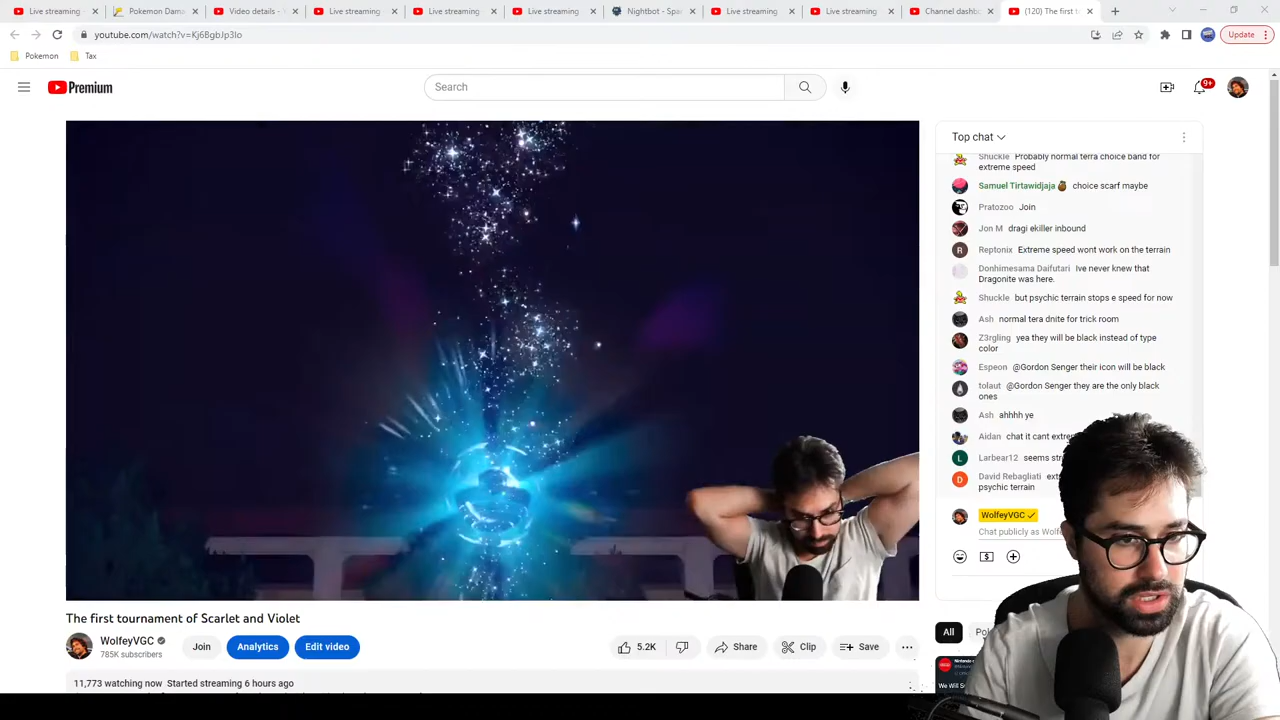 Live streaming
Pokemon Dama
Video details - Y
Live streaming
Live streaming
Live streaming
Nightbot - Spa
Live streaming
Live streaming
Channel dashbo
(120) The first t
youtube.com/watch?v=Kj6BgbJp3Io
Update
Pokemon
Tax
Premium
Search
9+
Top chat
Shuckle Probably normal terra choice band for
extreme speed
Samuel Tirtawidjaja choice scarf maybe
Pratozoo Join
Jon M dragi ekiller inbound
Reptonix Extreme speed wont work on the terrain
Donhimesama Daifutari Ive never knew that
Dragonite was here.
Shuckle but psychic terrain stops e speed for now
Ash normal tera dnite for trick room
Z3rgling yea they will be black instead of type
color
Espeon @Gordon Senger their icon will be black
tolaut @Gordon Senger they are the only black
ones
Ash ahhhh ye
Aidan chat it cant extre
Larbear12 seems str
David Rebagliati ext
psychic terrain
WolfeyVGC
Chat publicly as Wolfe
The first tournament of Scarlet and Violet
WolfeyVGC
785K subscribers
Join
Analytics
Edit video
5.2K
Share
Clip
Save
All
Po
11,773 watching now Started streaming 6 hours ago
We Will S